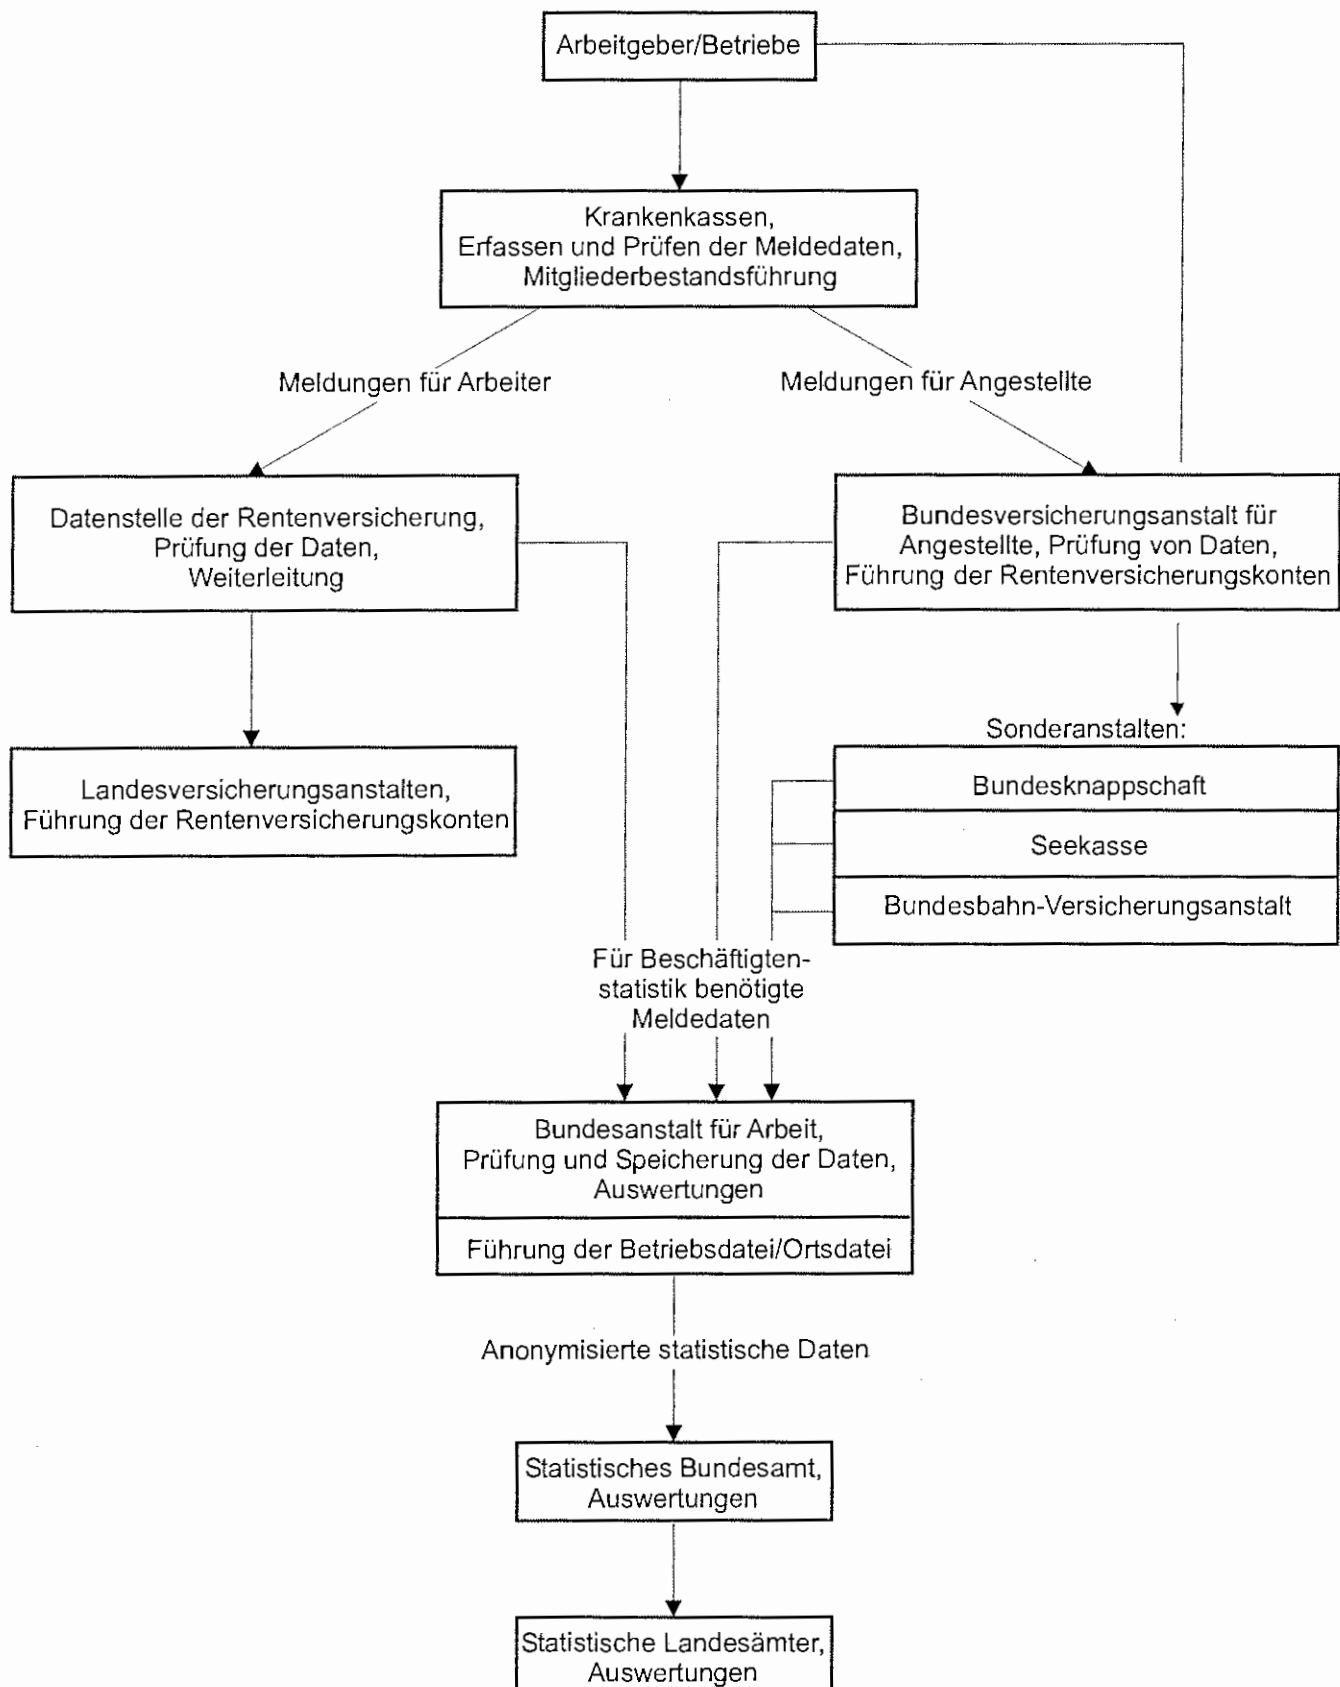 Arbeitgeber/Betriebe
Krankenkassen,
Erfassen und Prüfen der Meldedaten,
Mitgliederbestandsführung
Meldungen für Arbeiter
Meldungen für Angestellte
Datenstelle der Rentenversicherung,
Prüfung der Daten,
Weiterleitung
Bundesversicherungsanstalt für
Angestellte, Prüfung von Daten,
Führung der Rentenversicherungskonten
Landesversicherungsanstalten,
Führung der Rentenversicherungskonten
Sonderanstalten:
Bundesknappschaft
Seekasse
Bundesbahn-Versicherungsanstalt
Für Beschäftigten-
statistik benötigte
Meldedaten
Bundesanstalt für Arbeit,
Prüfung und Speicherung der Daten,
Auswertungen
Führung der Betriebsdatei/Ortsdatei
Anonymisierte statistische Daten
Statistisches Bundesamt,
Auswertungen
Statistische Landesämter,
Auswertungen